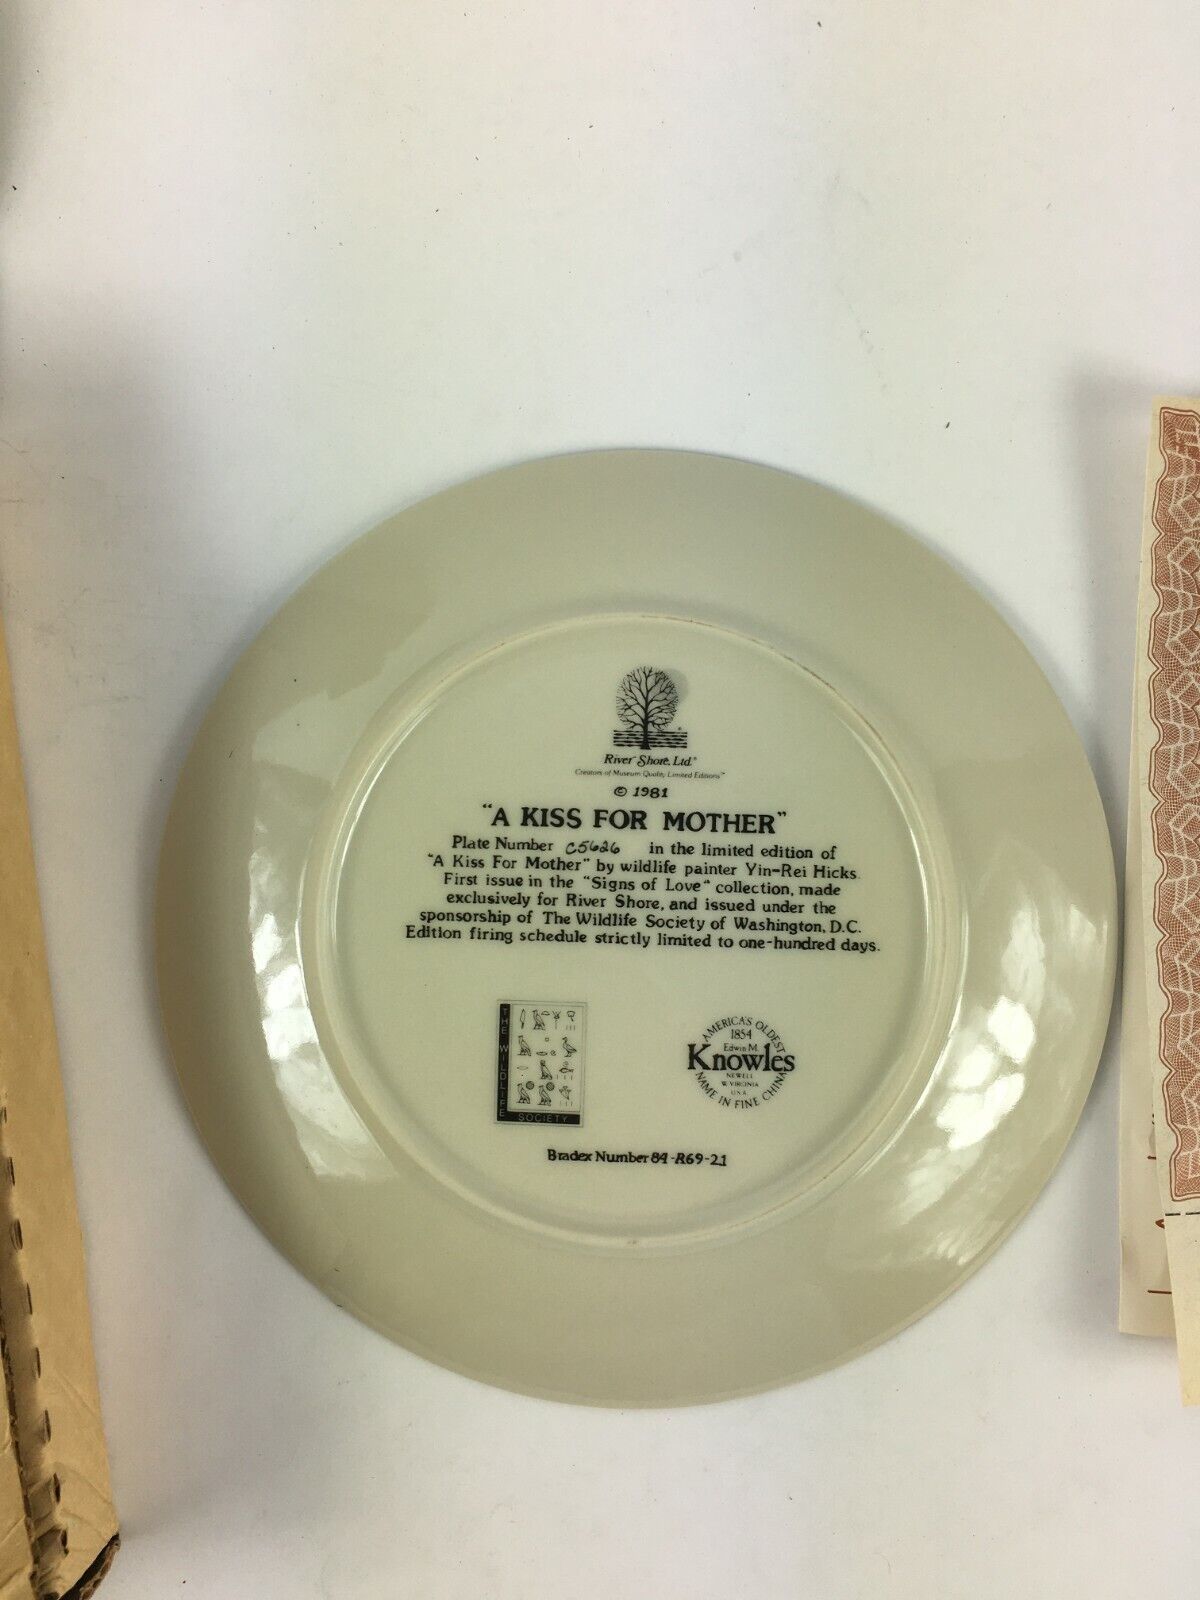 River Shore, Ltd.®
Creators of Museum Quality Limited Editions™
© 1981
"A KISS FOR MOTHER"
Plate Number C5626 in the limited edition of
"A Kiss For Mother" by wildlife painter Yin-Rei Hicks.
First issue in the "Signs of Love" collection, made
exclusively for River Shore, and issued under the
sponsorship of The Wildlife Society of Washington, D.C.
Edition firing schedule strictly limited to one-hundred days.
THE WILDLIFE
SOCIETY
AMERICA'S OLDEST
1854
Edwin M.
Knowles
NEWELL
W. VIRGINIA
U.S.A.
NAME IN FINE CHINA
Bradex Number 84-R69-2.1